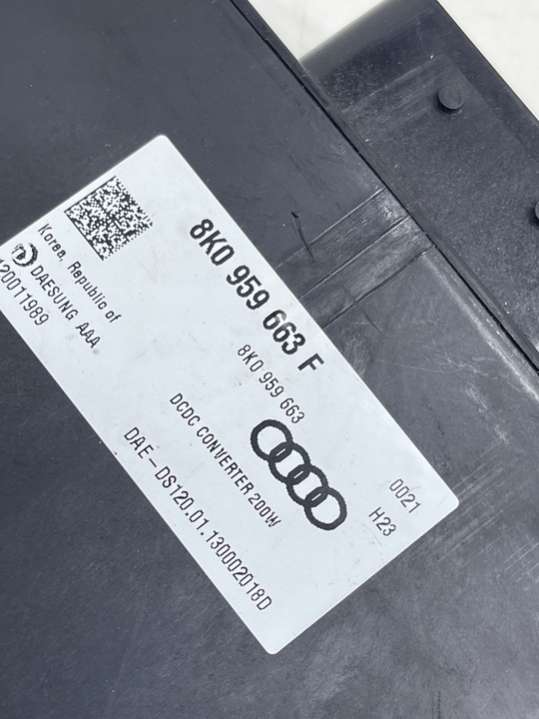 8K0 959 663 F
8K0 959 663
DCDC CONVERTER 200W
DAE-DS120.01.130002018D
0021
H23
Korea, Republic of
DAESUNG AAA